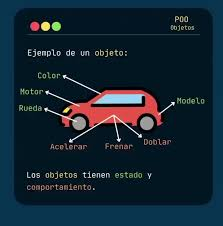 POO
Objetos
Ejemplo de un objeto:
Color
Motor
Rueda
Modelo
Acelerar
Frenar
Doblar
Los objetos tienen estado y
comportamiento.